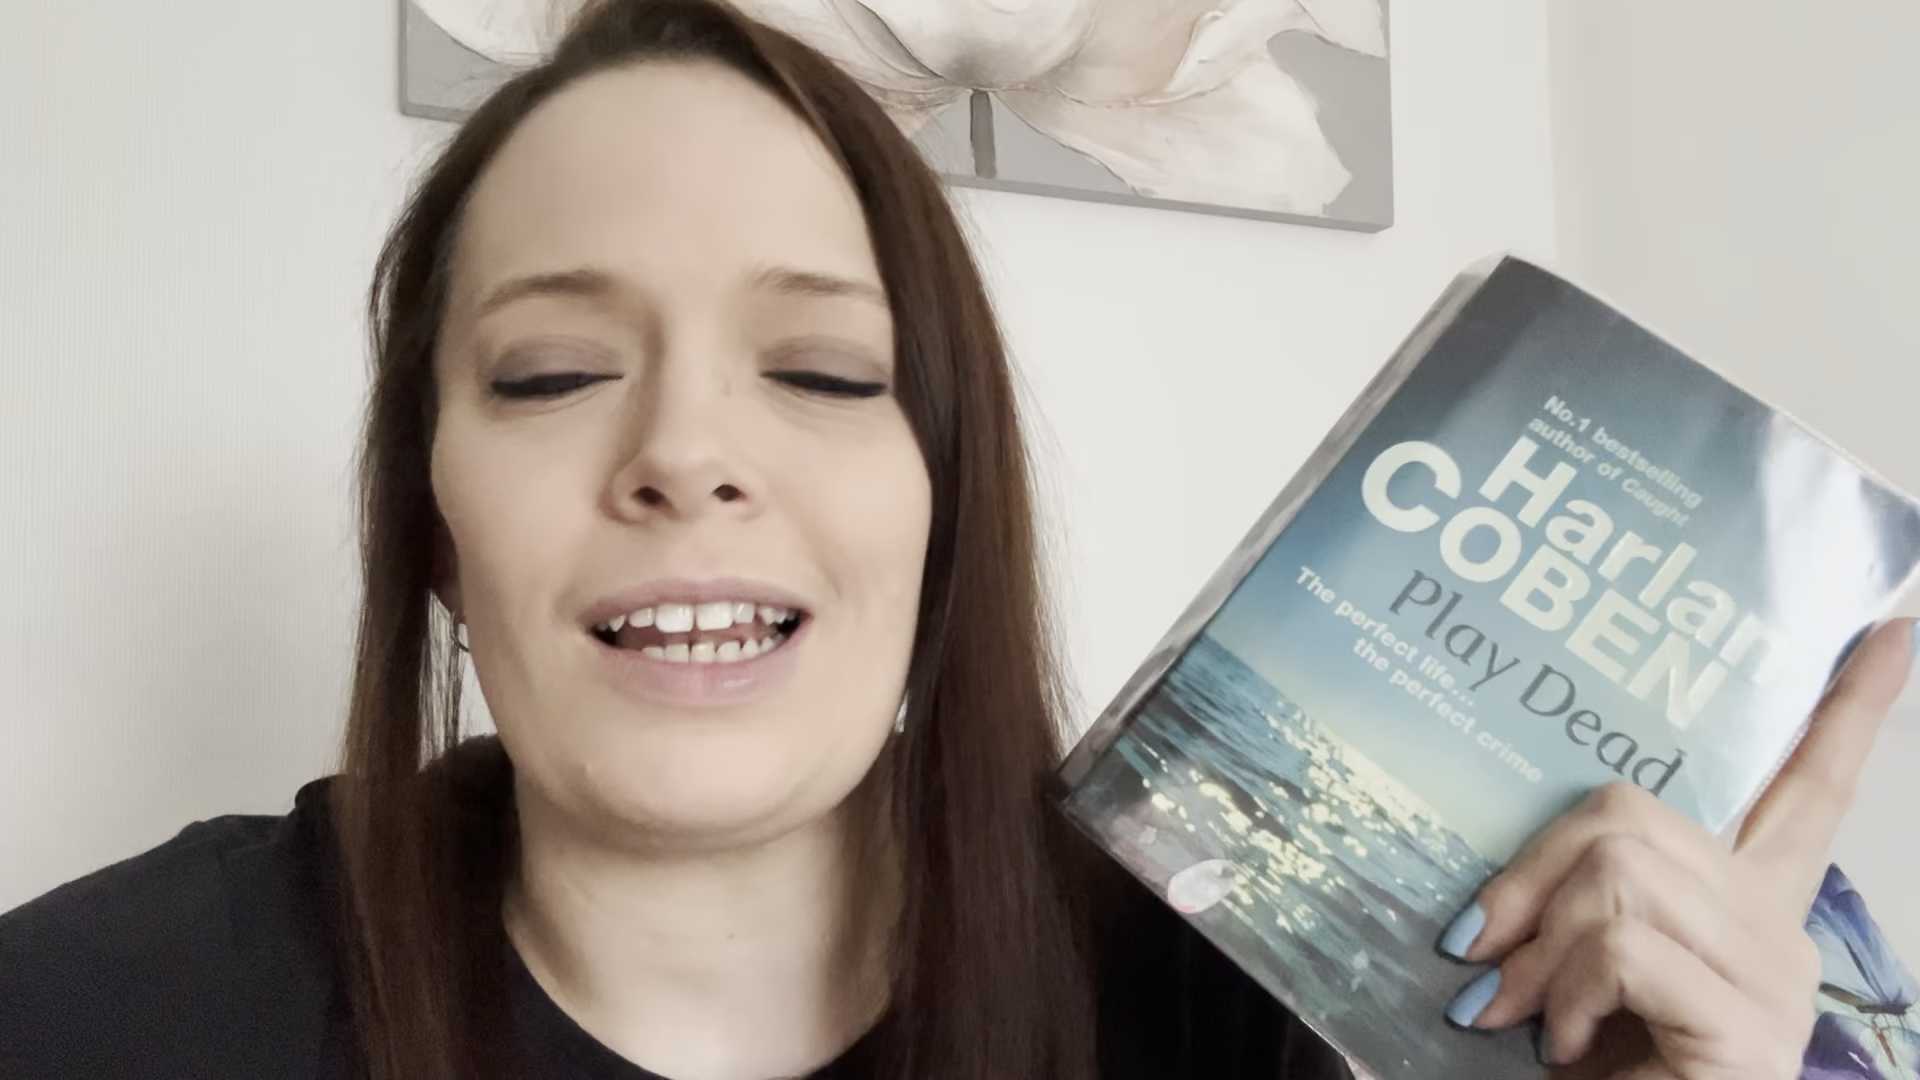 No.1 bestselling
author of Caught
Harlan
COBEN
Play Dead
The perfect life...
the perfect crime